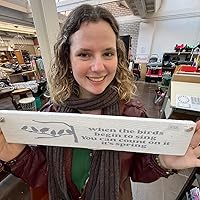 when the birds
begin to sing
You can count on it
it's spring